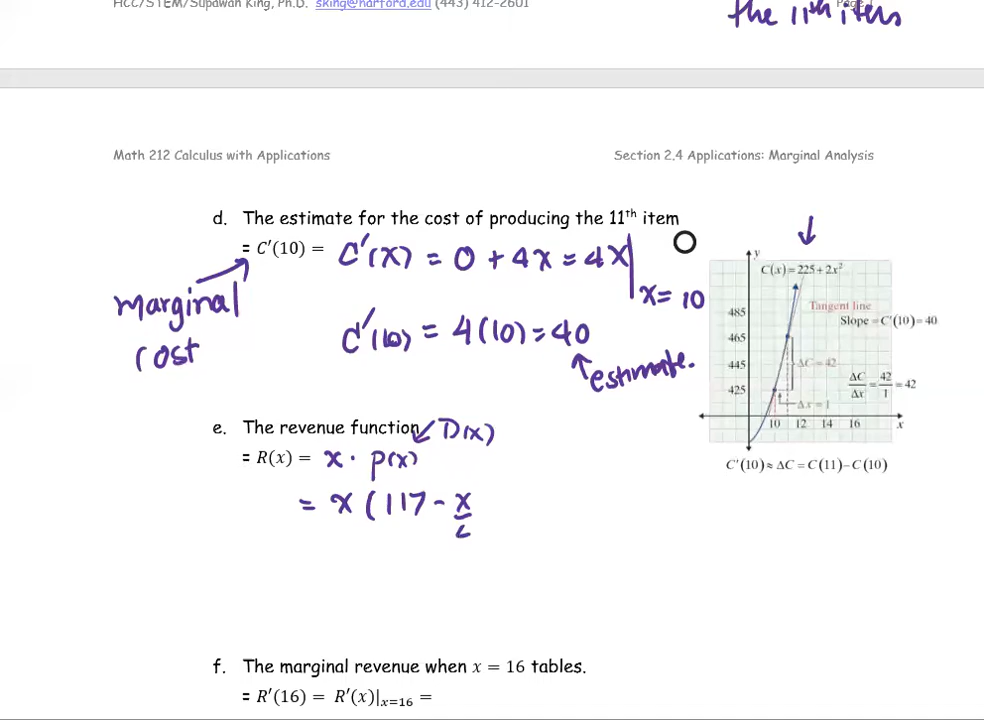 HCC/STEM/Supawan King, Ph.D. sking@harford.edu (443) 412-2601
the 11th item
Math 212 Calculus with Applications
Section 2.4 Applications: Marginal Analysis
d. The estimate for the cost of producing the 11th item
= C'(10) = C'(x) = 0 + 4x = 4x|x = 10
marginal
cost
C'(10) = 4(10) = 40
estimate.
y
C(x) = 225 + 2x²
Tangent line
Slope = C'(10) = 40
485
465
445
425
ΔC = 42
ΔC/Δx = 42/1 = 42
Δx = 1
10 12 14 16 x
C'(10) ≈ ΔC = C(11) – C(10)
e. The revenue function D(x)
= R(x) = x · p(x)
= x (117 - x/
f. The marginal revenue when x = 16 tables.
= R'(16) = R'(x)|x=16 =